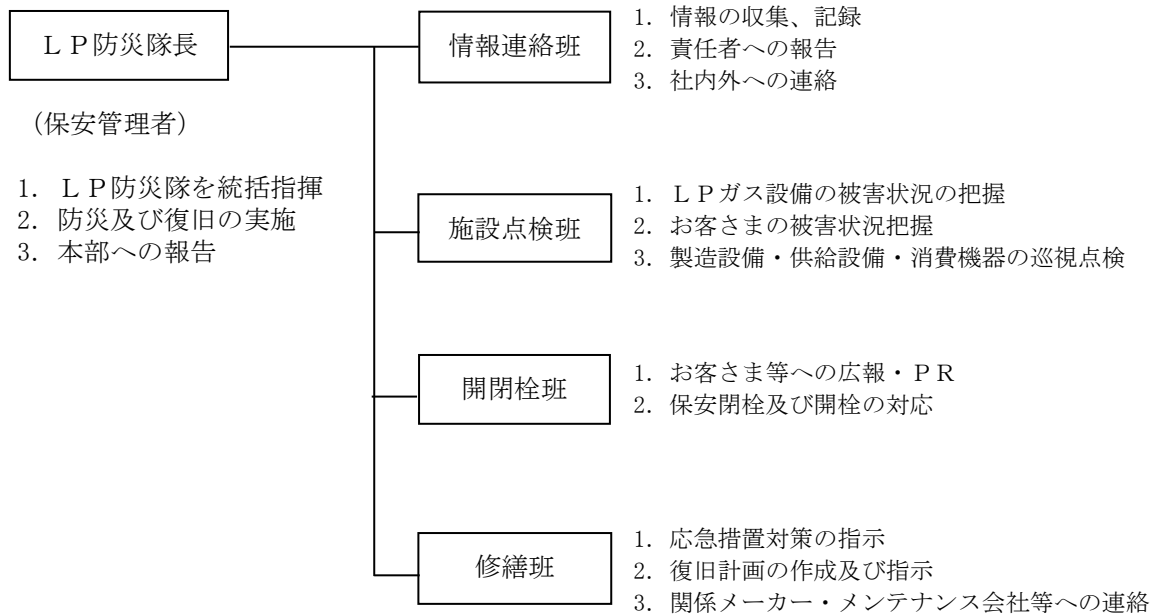 ＬＰ防災隊長
（保安管理者）
1. ＬＰ防災隊を統括指揮
2. 防災及び復旧の実施
3. 本部への報告
情報連絡班
1. 情報の収集、記録
2. 責任者への報告
3. 社内外への連絡
施設点検班
1. ＬＰガス設備の被害状況の把握
2. お客さまの被害状況把握
3. 製造設備・供給設備・消費機器の巡視点検
開閉栓班
1. お客さま等への広報・ＰＲ
2. 保安閉栓及び開栓の対応
修繕班
1. 応急措置対策の指示
2. 復旧計画の作成及び指示
3. 関係メーカー・メンテナンス会社等への連絡